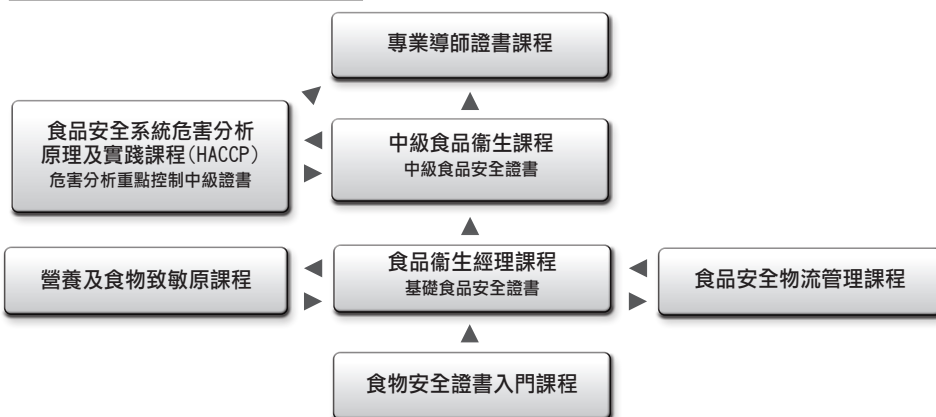 專業導師證書課程
食品安全系統危害分析
原理及實踐課程(HACCP)
危害分析重點控制中級證書
中級食品衞生課程
中級食品安全證書
營養及食物致敏原課程
食品衞生經理課程
基礎食品安全證書
食品安全物流管理課程
食物安全證書入門課程